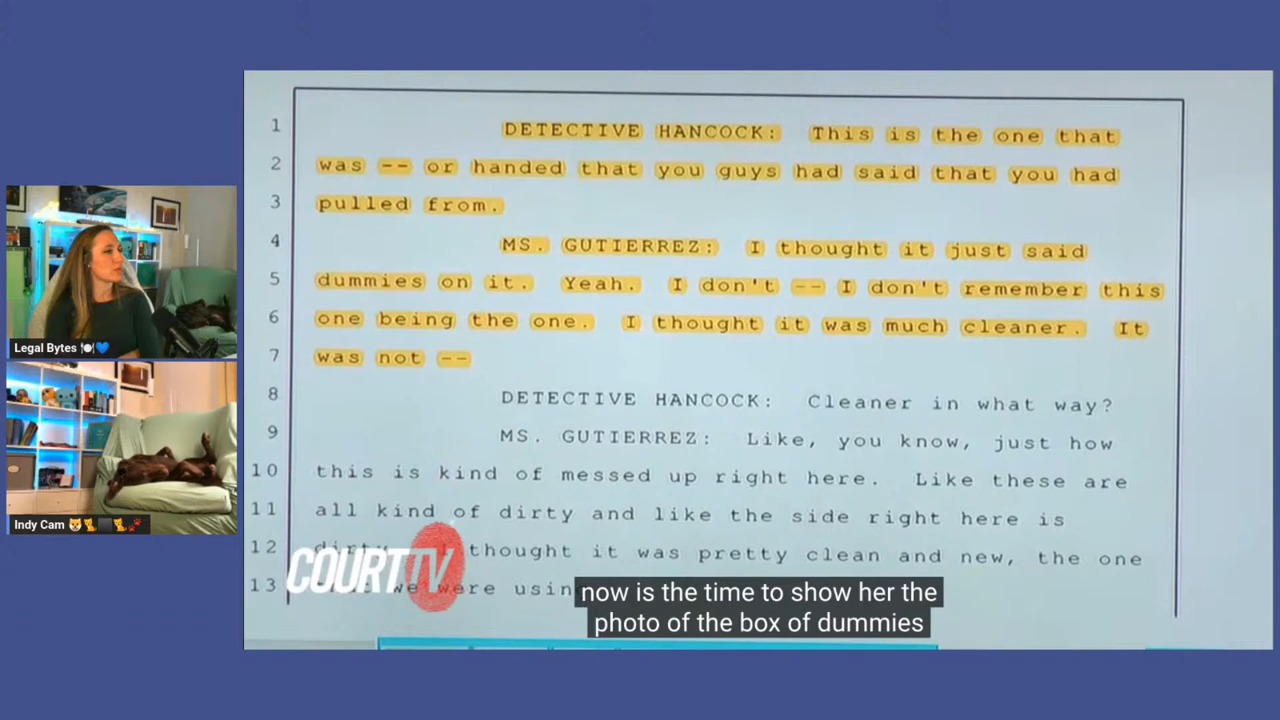 1 DETECTIVE HANCOCK: This is the one that
2 was -- or handed that you guys had said that you had
3 pulled from.
4 MS. GUTIERREZ: I thought it just said
5 dummies on it. Yeah. I don't -- I don't remember this
6 one being the one. I thought it was much cleaner. It
7 was not --
8 DETECTIVE HANCOCK: Cleaner in what way?
9 MS. GUTIERREZ: Like, you know, just how
10 this is kind of messed up right here. Like these are
11 all kind of dirty and like the side right here is
12 dirty. I thought it was pretty clean and new, the one
13 we were usin
COURT TV
now is the time to show her the
photo of the box of dummies
Legal Bytes
Indy Cam